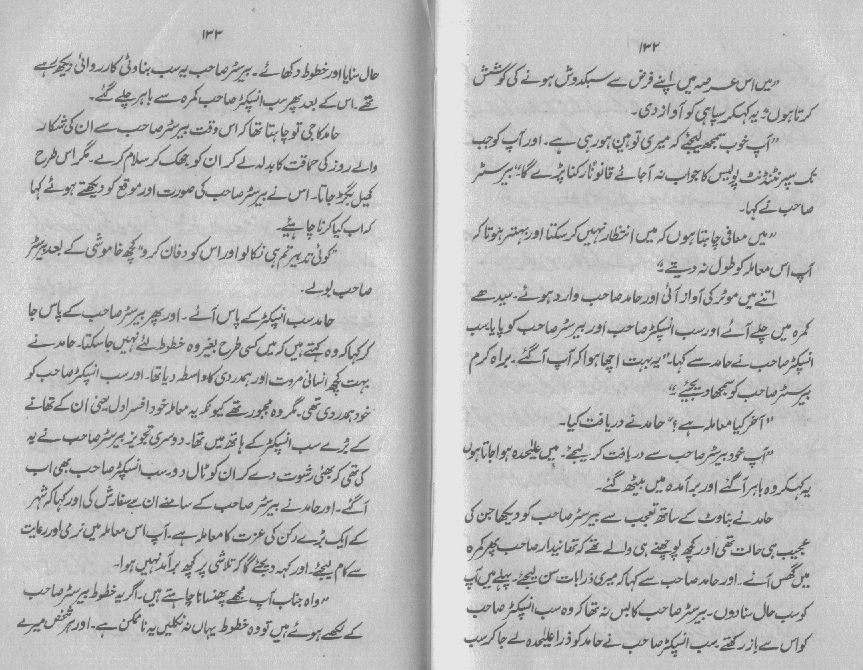 ۱۳۲
”میں اس عرصہ میں اپنے فرض سے سبکدوش ہونے کی کوشش
کرتا ہوں“ یہ کہکر سپاہی کو آواز دی۔
”آپ خوب سمجھ لیجئے کہ میری توہین ہو رہی ہے۔ اور آپ کو جب
تک سپرنٹنڈنٹ پولیس کا جواب نہ آجائے قانوناً رکنا پڑے گا“ بیرسٹر
صاحب نے کہا۔
”میں معافی چاہتا ہوں کہ میں انتظار نہیں کر سکتا اور بہتر ہوتا کہ
آپ اس معاملہ کو طول نہ دیتے“
اتنے میں موٹر کی آواز آئی اور حامد صاحب وارد ہوئے۔ سیدھے
کمرہ میں چلے آئے اور سب انسپکٹر صاحب اور بیرسٹر صاحب کو پایا۔ سب
انسپکٹر صاحب نے حامد سے کہا۔ ”یہ بہت اچھا ہوا کہ آپ آگئے۔ براہ کرم
بیرسٹر صاحب کو سمجھا دیجئے“
”آخر کیا معاملہ ہے؟“ حامد نے دریافت کیا۔
”آپ خود بیرسٹر صاحب سے دریافت کر لیجئے۔ میں علیٰحدہ ہوا جاتا ہوں
یہ کہکر وہ باہر آگئے اور برآمدہ میں بیٹھ گئے۔
حامد نے بناوٹ کے ساتھ تعجب سے بیرسٹر صاحب کو دیکھا جن کی
عجیب ہی حالت تھی اور کچھ پوچھنے ہی والے تھے کہ تھانیدار صاحب پھر کمرہ
میں گھس آئے۔ اور حامد صاحب سے کہا کہ میری ذرا بات سن لیجئے۔ پہلے میں آپ
کو سب حال سنا دوں۔ بیرسٹر صاحب کا بس نہ تھا کہ وہ سب انسپکٹر صاحب
کو اس سے باز رکھتے۔ سب انسپکٹر صاحب نے حامد کو ذرا علیٰحدہ لے جا کر سب
۱۳۳
حال سنایا اور خطوط دکھائے۔ بیرسٹر صاحب یہ سب بناوٹی کارروائی دیکھ رہے
تھے۔ اس کے بعد پھر سب انسپکٹر صاحب کمرہ سے باہر چلے گئے۔
حامد کا جی تو چاہتا تھا کہ اس وقت بیرسٹر صاحب سے ان کی شکار
والے روز کی حماقت کا بدلہ لے کر ان کو جھک کر سلام کرے۔ مگر اس طرح
کھیل بگڑ جاتا۔ اس نے بیرسٹر صاحب کی صورت اور موقع کو دیکھتے ہوئے کہا
کہ اب کیا کرنا چاہئے۔
”کوئی تدبیر تم ہی نکالو اور اس کو دفان کرو“ کچھ خاموشی کے بعد بیرسٹر
صاحب بولے۔
حامد سب انسپکٹر کے پاس آئے۔ اور پھر بیرسٹر صاحب کے پاس جا
کر کہا کہ وہ کہتے ہیں کہ میں کسی طرح بغیر وہ خطوط لئے نہیں جا سکتا۔ حامد نے
بہت کچھ انسانی مروت اور ہمدردی کا واسطہ دیا تھا۔ اور سب انسپکٹر صاحب کو
خود ہمدردی تھی۔ مگر وہ مجبور تھے کیونکہ یہ معاملہ خود افسر اول یعنی ان کے تھانے
کے بڑے سب انسپکٹر کے ہاتھ میں تھا۔ دوسری تجویز بیرسٹر صاحب نے یہ
کی تھی کہ بھئی رشوت دے کر ان کو ٹال دو۔ سب انسپکٹر صاحب بھی اب
آگئے۔ اور حامد نے بیرسٹر صاحب کے سامنے ان سے سفارش کی اور کہا کہ شہر
کے ایک بڑے رکن کی عزت کا معاملہ ہے، آپ اس معاملہ میں نرمی اور رعایت
سے کام لیجئے۔ اور کہہ دیجئے گا کہ تلاشی پر کچھ برآمد نہیں ہوا۔
”واہ جناب آپ مجھے پھنسانا چاہتے ہیں۔ اگر یہ خطوط بیرسٹر صاحب
کے لکھے ہوئے ہیں تو وہ خطوط یہاں نہ نکلیں یہ ناممکن ہے۔ اور ہر شخص میرے